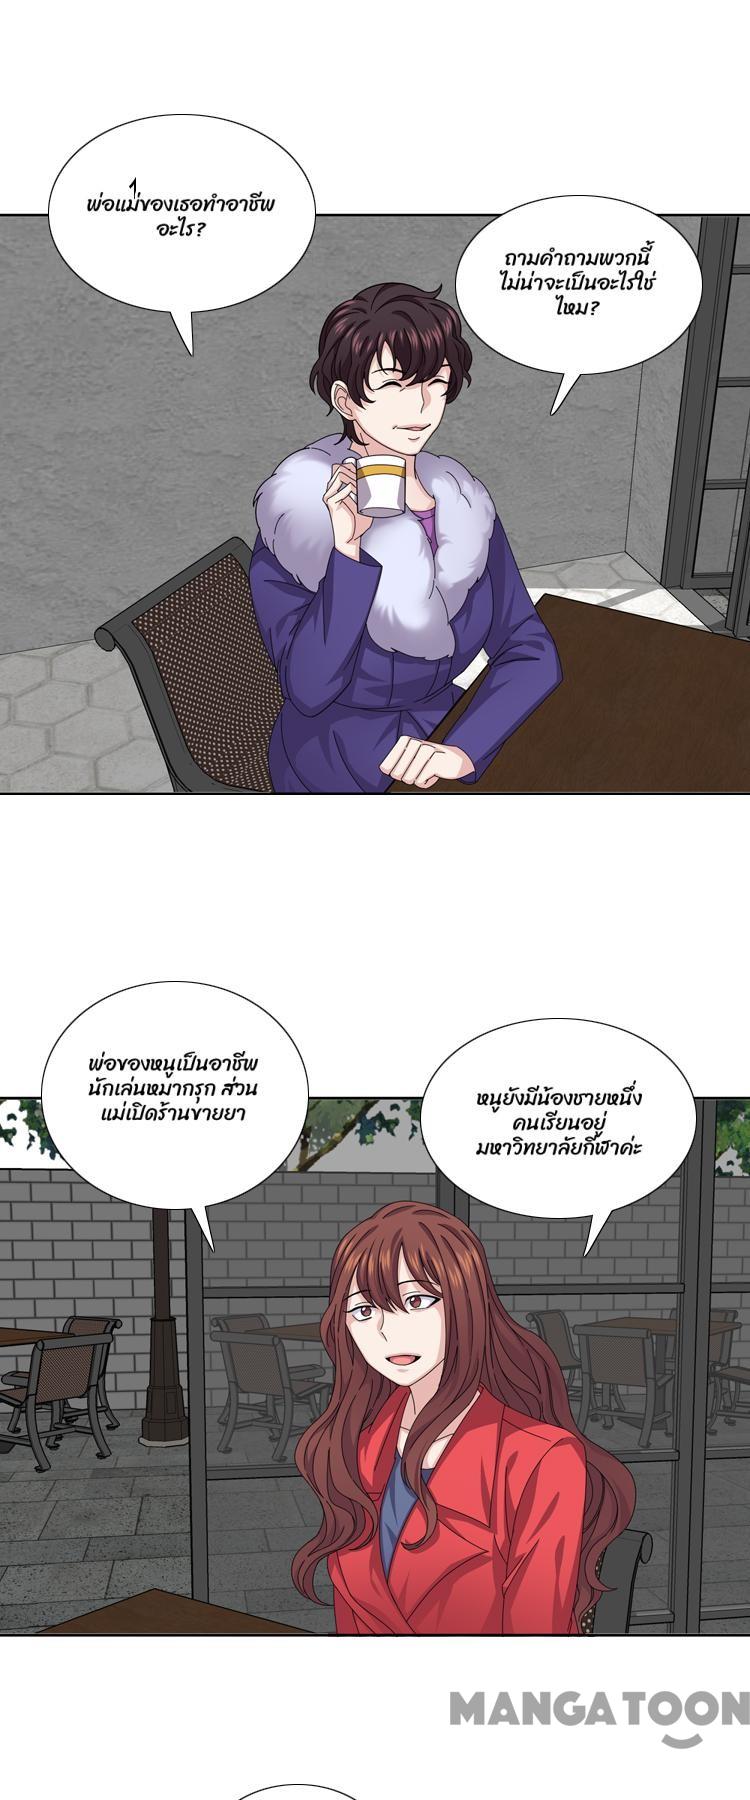 พ่อแม่ของเธอทำอาชีพ
อะไร?
ถามคำถามพวกนี้
ไม่น่าจะเป็นอะไรใช่
ไหม?
พ่อของหนูเป็นอาชีพ
นักเล่นหมากรุก ส่วน
แม่เปิดร้านขายยา
หนูยังมีน้องชายหนึ่ง
คนเรียนอยู่
มหาวิทยาลัยกีฬาค่ะ
MANGATOON